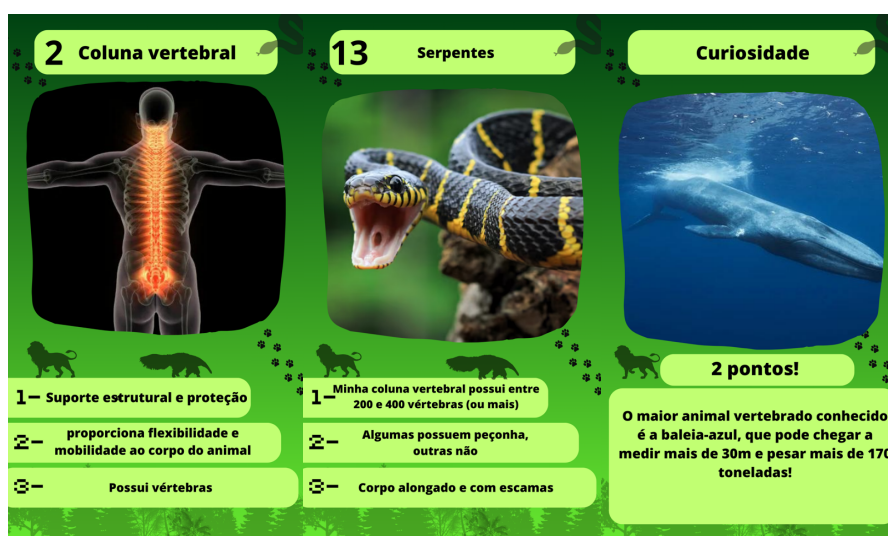 2 Coluna vertebral
1- Suporte estrutural e proteção
2- proporciona flexibilidade e
mobilidade ao corpo do animal
3- Possui vértebras
13 Serpentes
1- Minha coluna vertebral possui entre
200 e 400 vértebras (ou mais)
2- Algumas possuem peçonha,
outras não
3- Corpo alongado e com escamas
Curiosidade
2 pontos!
O maior animal vertebrado conhecido
é a baleia-azul, que pode chegar a
medir mais de 30m e pesar mais de 170
toneladas!